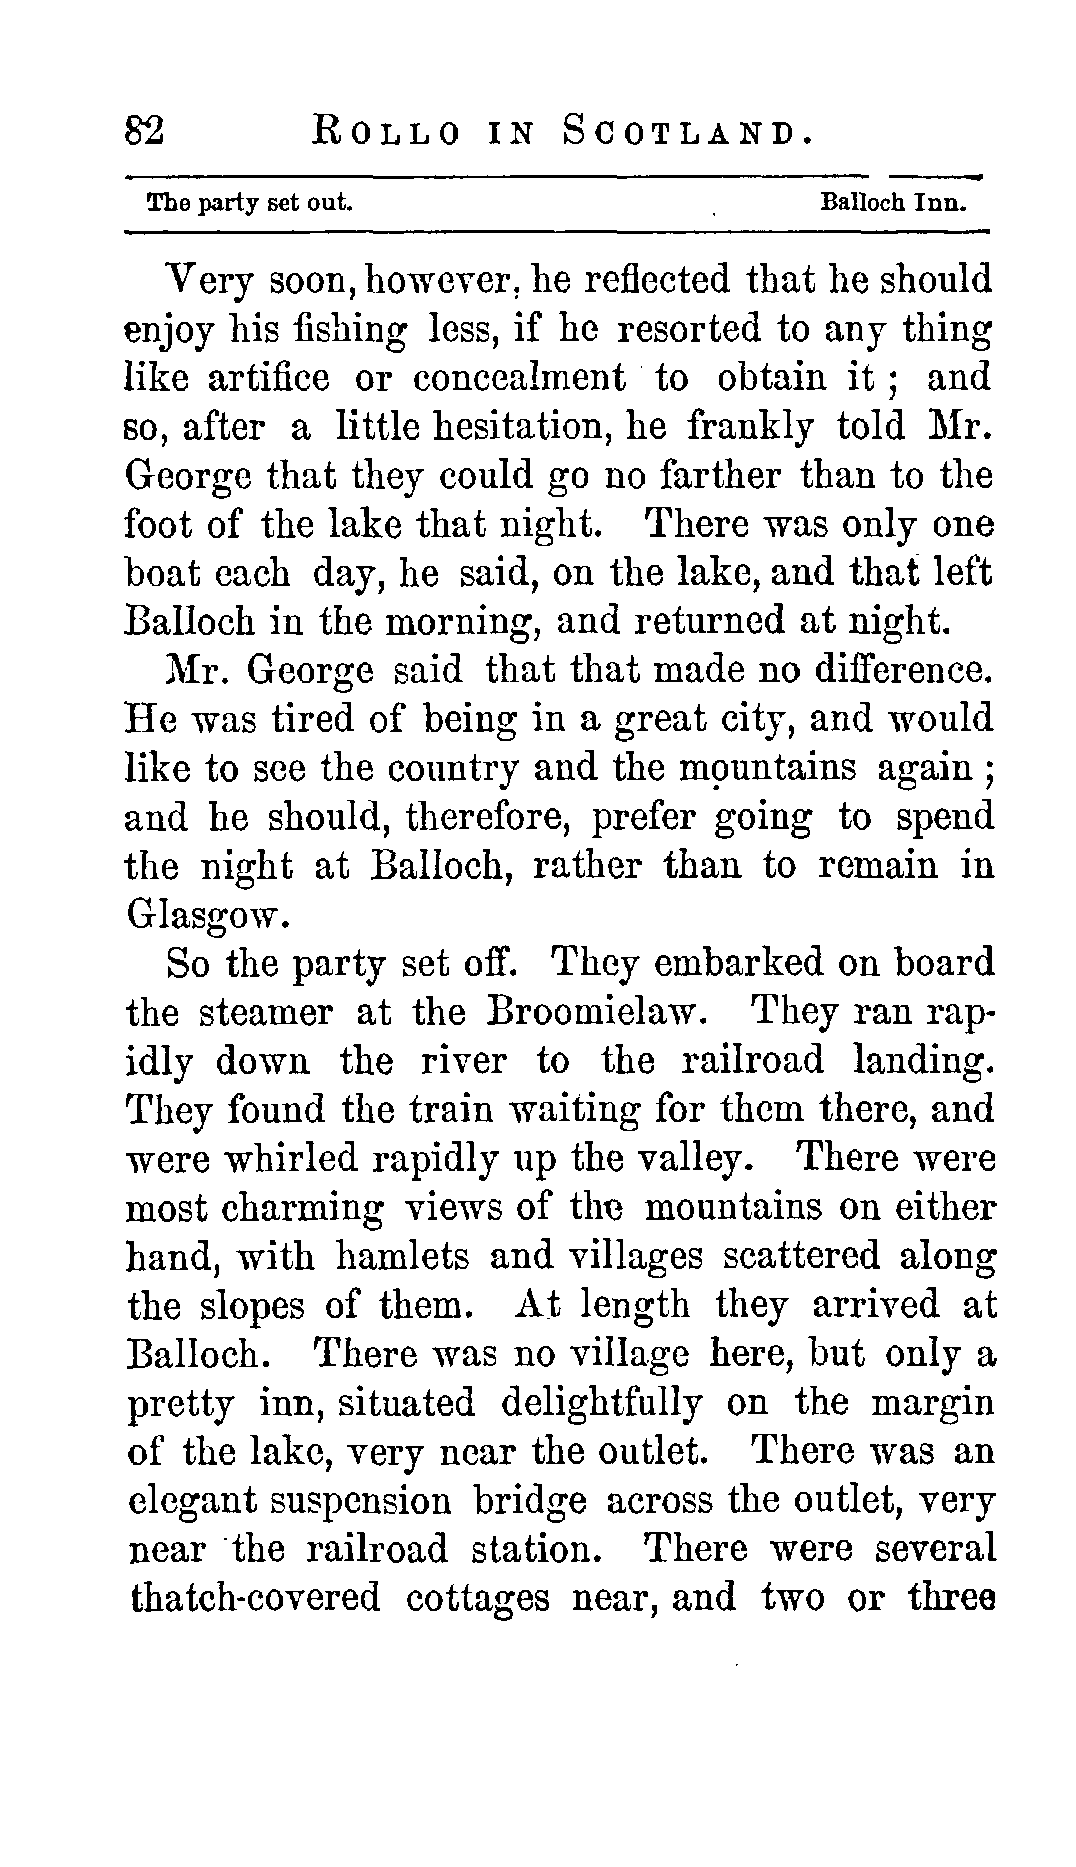 82 ROLLO IN SCOTLAND.
The party set out. Balloch Inn.
Very soon, however, he reflected that he should
enjoy his fishing less, if he resorted to any thing
like artifice or concealment to obtain it; and
so, after a little hesitation, he frankly told Mr.
George that they could go no farther than to the
foot of the lake that night. There was only one
boat each day, he said, on the lake, and that left
Balloch in the morning, and returned at night.
Mr. George said that that made no difference.
He was tired of being in a great city, and would
like to see the country and the mountains again;
and he should, therefore, prefer going to spend
the night at Balloch, rather than to remain in
Glasgow.
So the party set off. They embarked on board
the steamer at the Broomielaw. They ran rap-
idly down the river to the railroad landing.
They found the train waiting for them there, and
were whirled rapidly up the valley. There were
most charming views of the mountains on either
hand, with hamlets and villages scattered along
the slopes of them. At length they arrived at
Balloch. There was no village here, but only a
pretty inn, situated delightfully on the margin
of the lake, very near the outlet. There was an
elegant suspension bridge across the outlet, very
near the railroad station. There were several
thatch-covered cottages near, and two or three